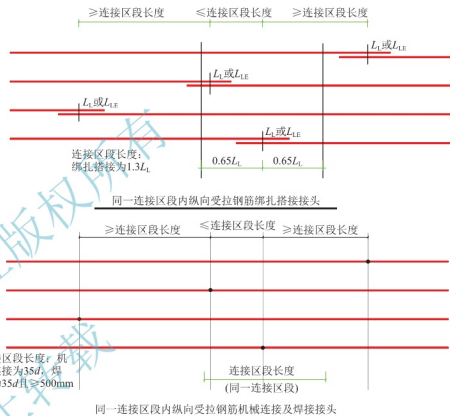 ≥连接区段长度 ≤连接区段长度 ≥连接区段长度
LL或LLE
LL或LLE
LL或LLE
LL或LLE
连接区段长度:
绑扎搭接为1.3LL
0.65LL 0.65LL
同一连接区段内纵向受拉钢筋绑扎搭接接头
≥连接区段长度 ≤连接区段长度 ≥连接区段长度
区段长度:机
接为35d,焊
35d且≥500mm
连接区段长度
(同一连接区段)
同一连接区段内纵向受拉钢筋机械连接及焊接接头
版权所有
转载